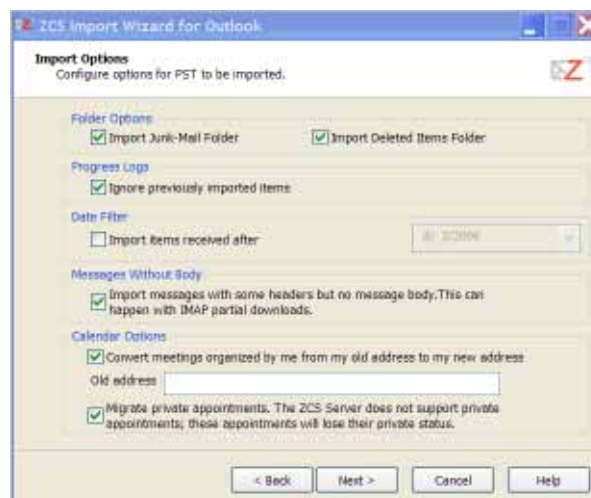 ZCS Import Wizard for Outlook
Import Options
Configure options for PST to be imported.
Z
Folder Options
Import Junk-Mail Folder
Import Deleted Items Folder
Progress Logs
Ignore previously imported items
Date Filter
Import items received after
Messages Without Body
Import messages with some headers but no message body.This can
happen with IMAP partial downloads.
Calendar Options
Convert meetings organized by me from my old address to my new address
Old address
Migrate private appointments. The ZCS Server does not support private
appointments; these appointments will lose their private status.
< Back
Next >
Cancel
Help